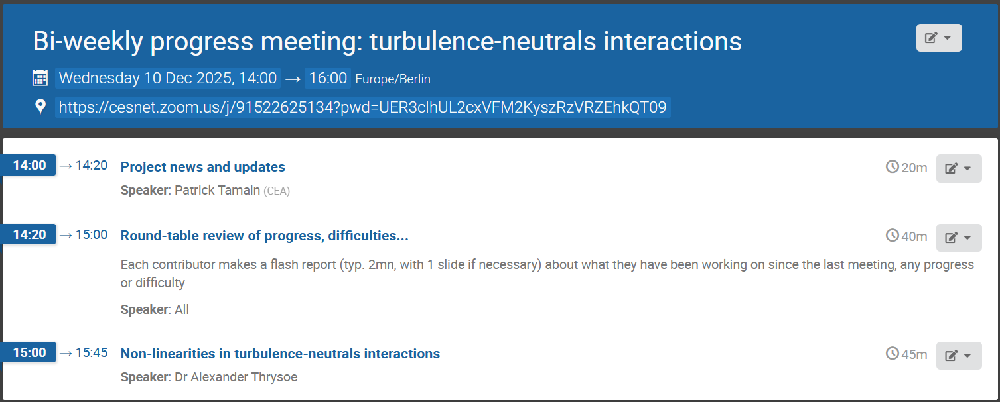 Bi-weekly progress meeting: turbulence-neutrals interactions
Wednesday 10 Dec 2025, 14:00 → 16:00 Europe/Berlin
https://cesnet.zoom.us/j/91522625134?pwd=UER3clhUL2cxVFM2KyszRzVRZEhkQT09
14:00 → 14:20 Project news and updates 20m
Speaker: Patrick Tamain (CEA)
14:20 → 15:00 Round-table review of progress, difficulties... 40m
Each contributor makes a flash report (typ. 2mn, with 1 slide if necessary) about what they have been working on since the last meeting, any progress
or difficulty
Speaker: All
15:00 → 15:45 Non-linearities in turbulence-neutrals interactions 45m
Speaker: Dr Alexander Thrysoe